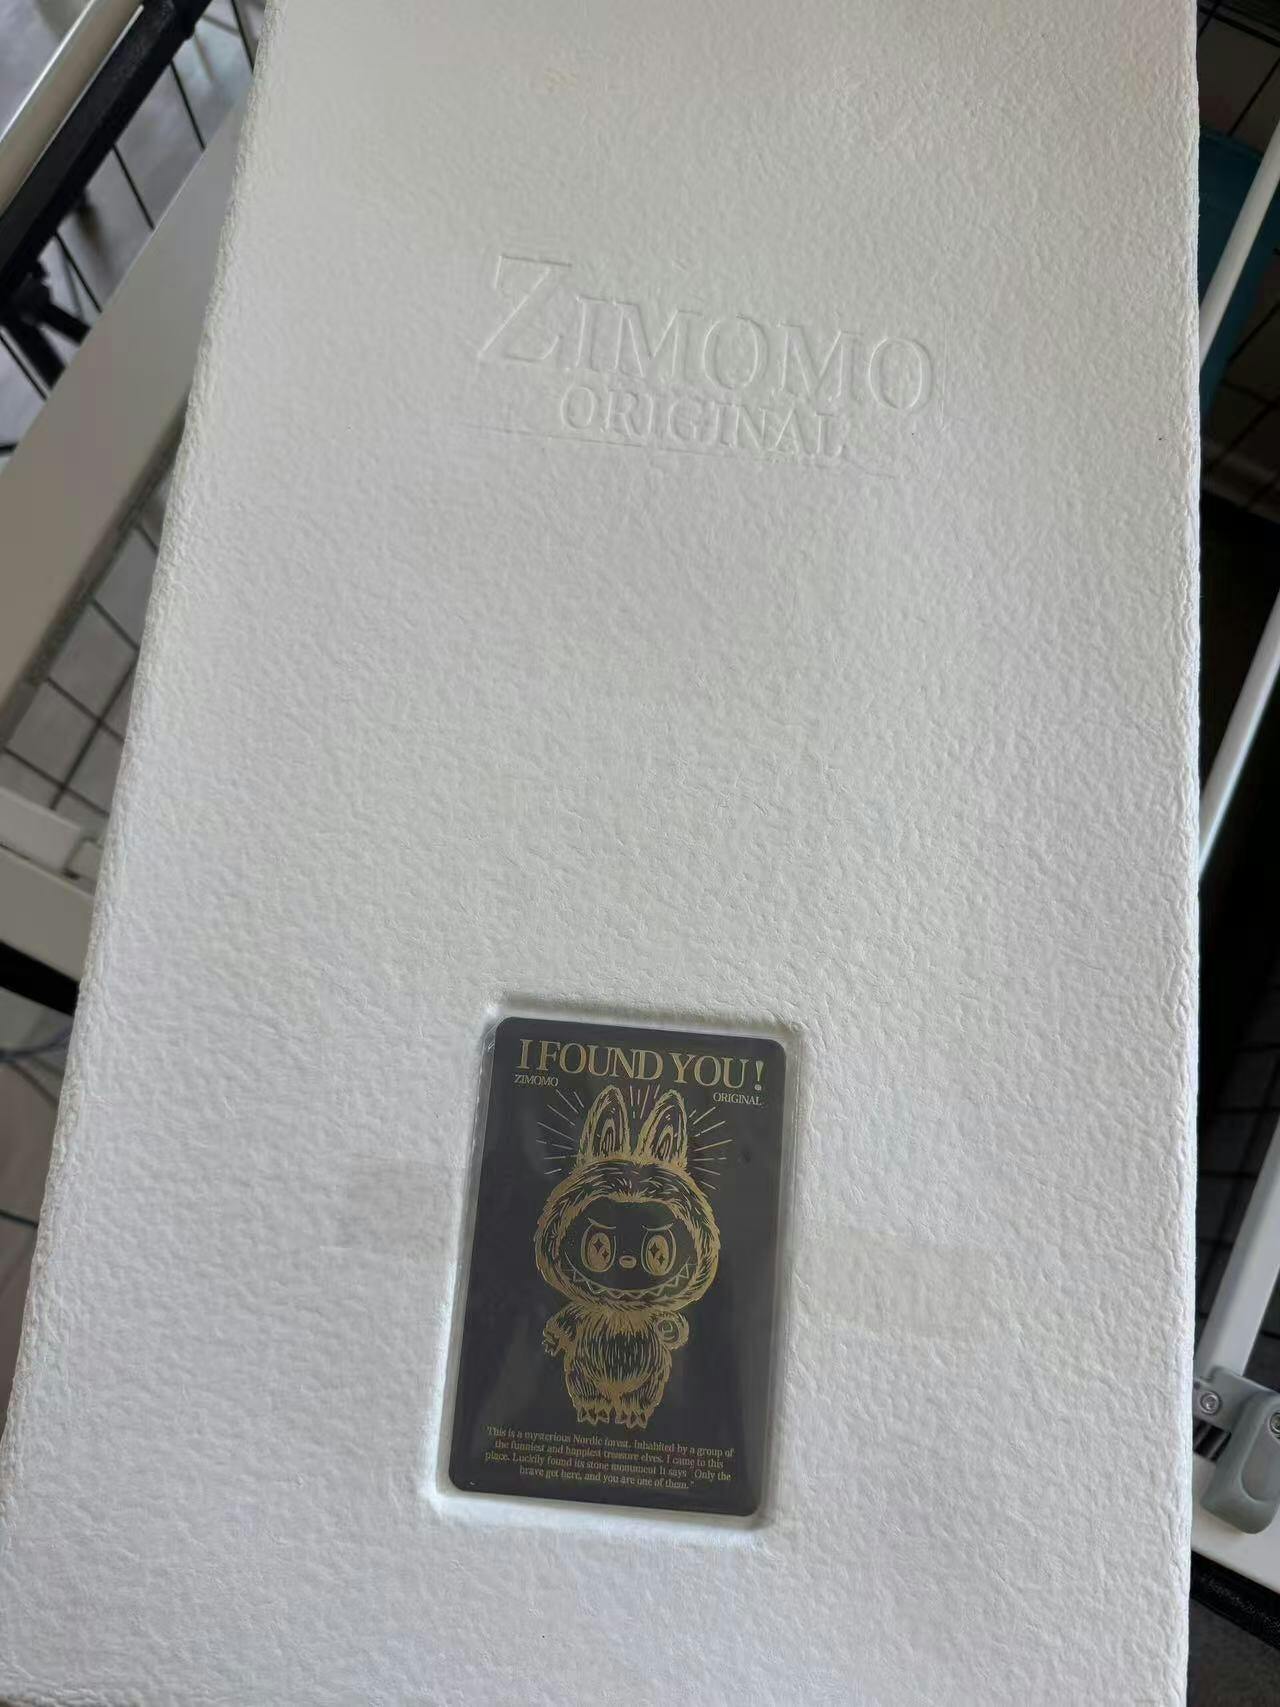 ZIMOMO
ORIGINAL
I FOUND YOU!
ZIMOMO
ORIGINAL
This is a mysterious Nordic forest. Inhabited by a group of
the funniest and happiest treasure elves. I came to this
place. Luckily found its stone monument It says "Only the
brave get here, and you are one of them."